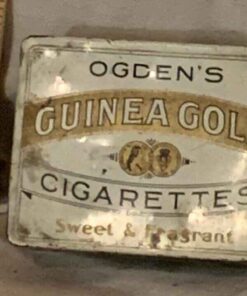 OGDEN'S
GUINEA GOL
CIGARETTES
Sweet & Fragrant